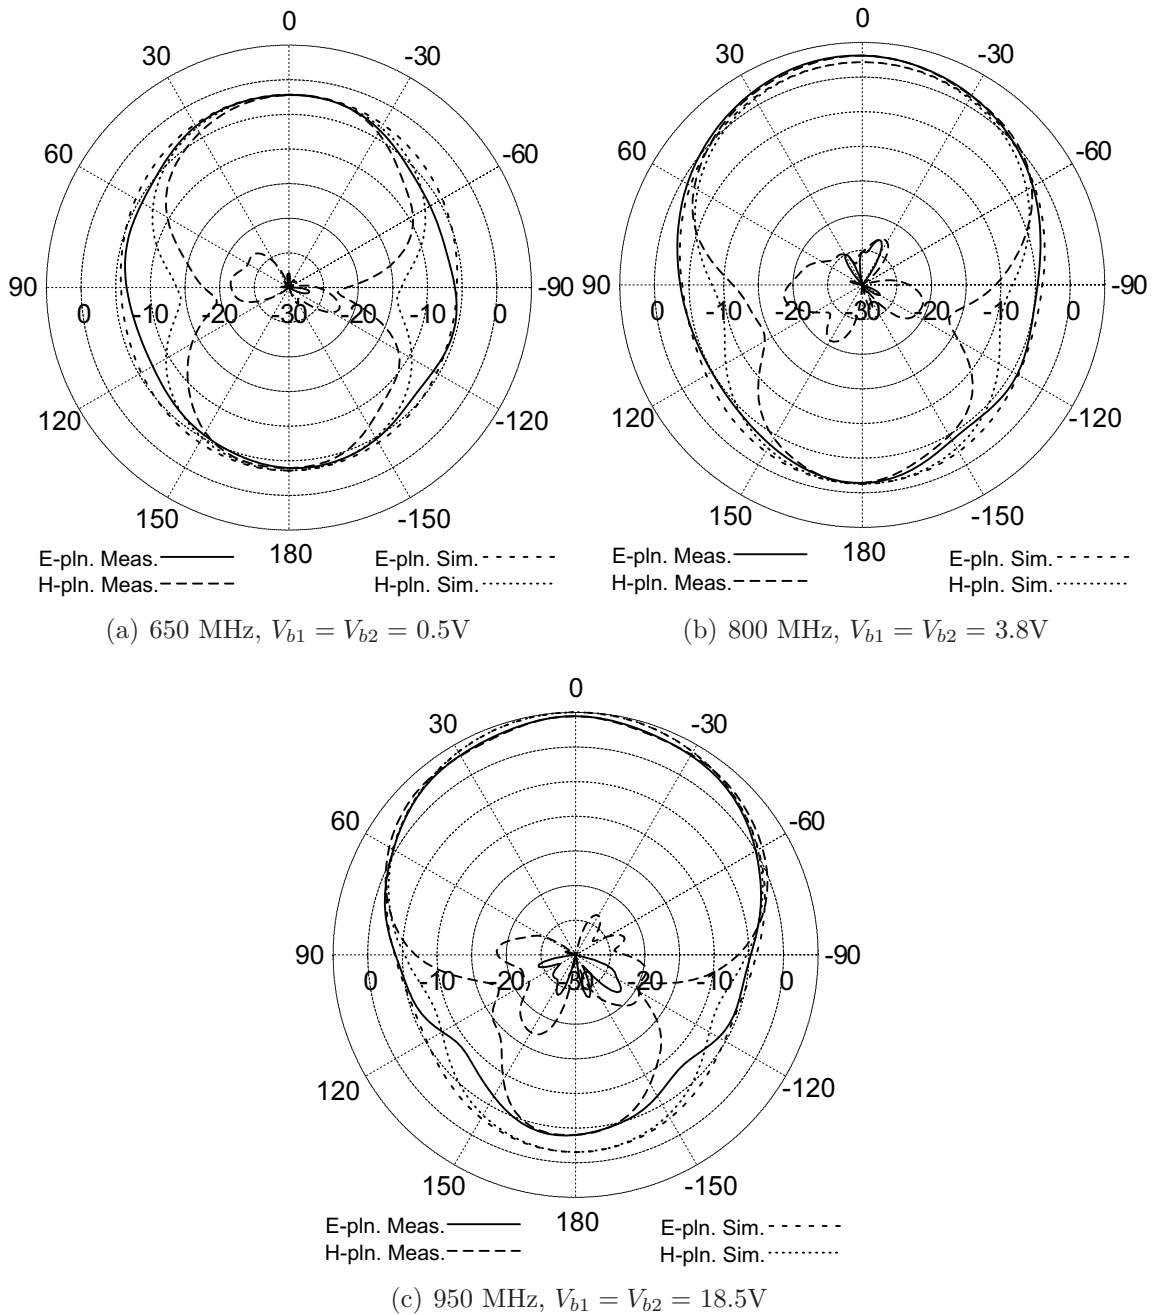 0
30 -30
60 -60
90 -90
0 -10 -20 -30 -20 -10 0
120 -120
150 -150
180
E-pln. Meas. E-pln. Sim.
H-pln. Meas. H-pln. Sim.
(a) 650 MHz, V_{b1} = V_{b2} = 0.5V
0
30 -30
60 -60
90 -90
0 -10 -20 -30 -20 -10 0
120 -120
150 -150
180
E-pln. Meas. E-pln. Sim.
H-pln. Meas. H-pln. Sim.
(b) 800 MHz, V_{b1} = V_{b2} = 3.8V
0
30 -30
60 -60
90 -90
0 -10 -20 -30 -20 -10 0
120 -120
150 -150
180
E-pln. Meas. E-pln. Sim.
H-pln. Meas. H-pln. Sim.
(c) 950 MHz, V_{b1} = V_{b2} = 18.5V